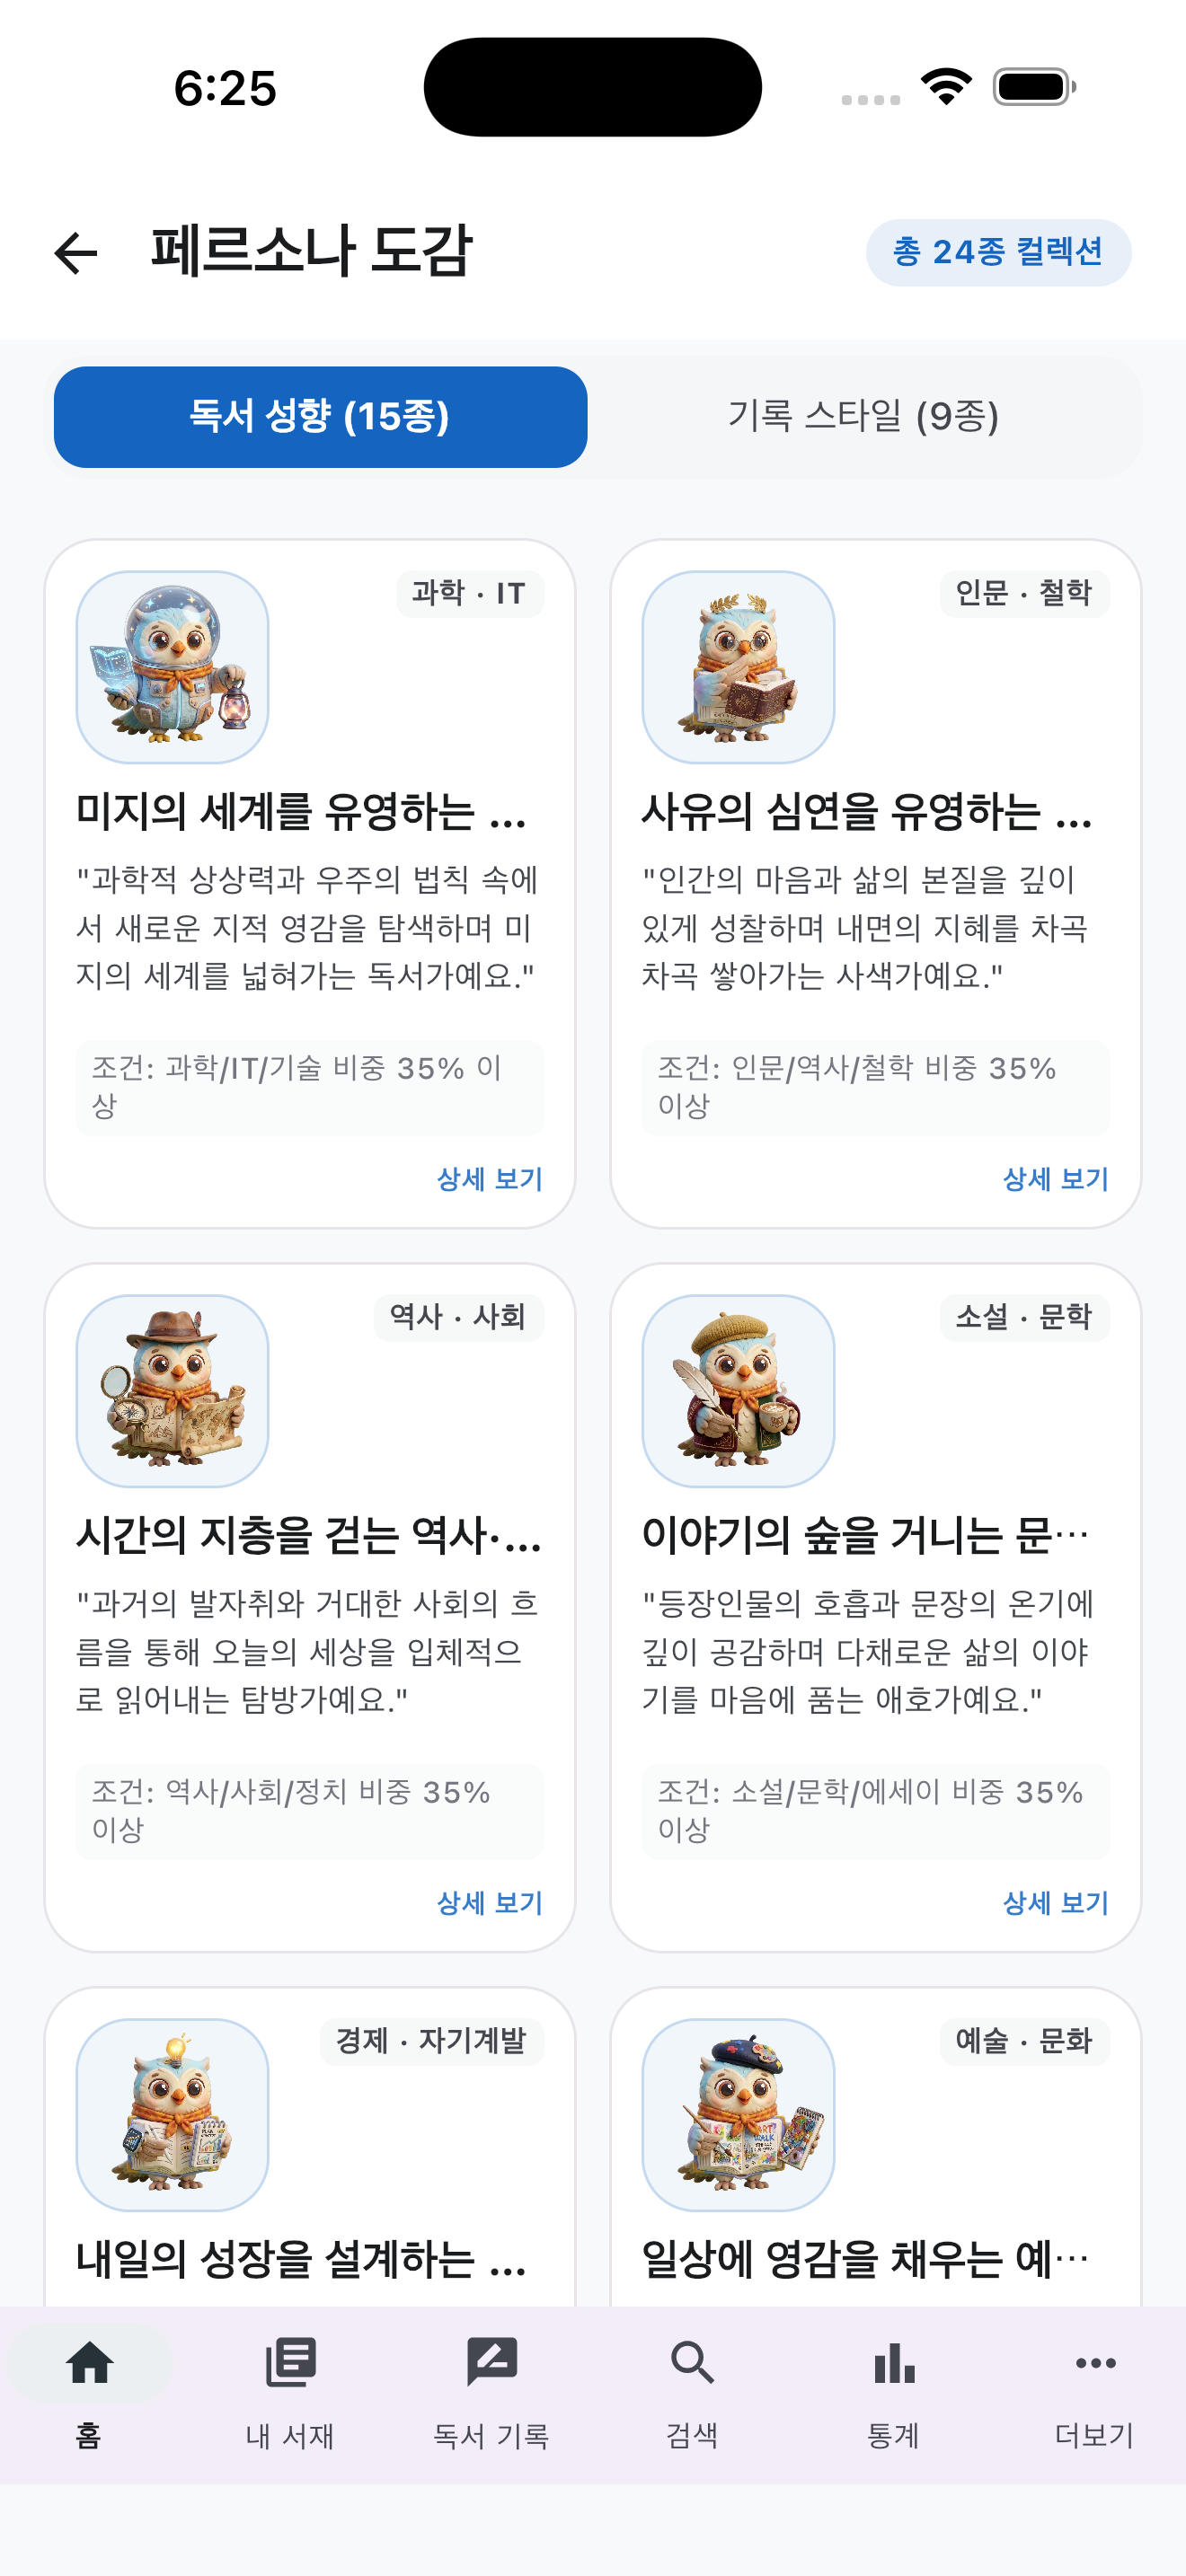 6:25
페르소나 도감
총 24종 컬렉션
독서 성향 (15종)
기록 스타일 (9종)
과학 · IT
미지의 세계를 유영하는 ...
"과학적 상상력과 우주의 법칙 속에
서 새로운 지적 영감을 탐색하며 미
지의 세계를 넓혀가는 독서가예요."
조건: 과학/IT/기술 비중 35% 이
상
상세 보기
인문 · 철학
사유의 심연을 유영하는 ...
"인간의 마음과 삶의 본질을 깊이
있게 성찰하며 내면의 지혜를 차곡
차곡 쌓아가는 사색가예요."
조건: 인문/역사/철학 비중 35%
이상
상세 보기
역사 · 사회
시간의 지층을 걷는 역사·...
"과거의 발자취와 거대한 사회의 흐
름을 통해 오늘의 세상을 입체적으
로 읽어내는 탐방가예요."
조건: 역사/사회/정치 비중 35%
이상
상세 보기
소설 · 문학
이야기의 숲을 거니는 문…
"등장인물의 호흡과 문장의 온기에
깊이 공감하며 다채로운 삶의 이야
기를 마음에 품는 애호가예요."
조건: 소설/문학/에세이 비중 35%
이상
상세 보기
경제 · 자기계발
내일의 성장을 설계하는 ...
예술 · 문화
ART
WALK
일상에 영감을 채우는 예…
홈
내 서재
독서 기록
검색
통계
더보기